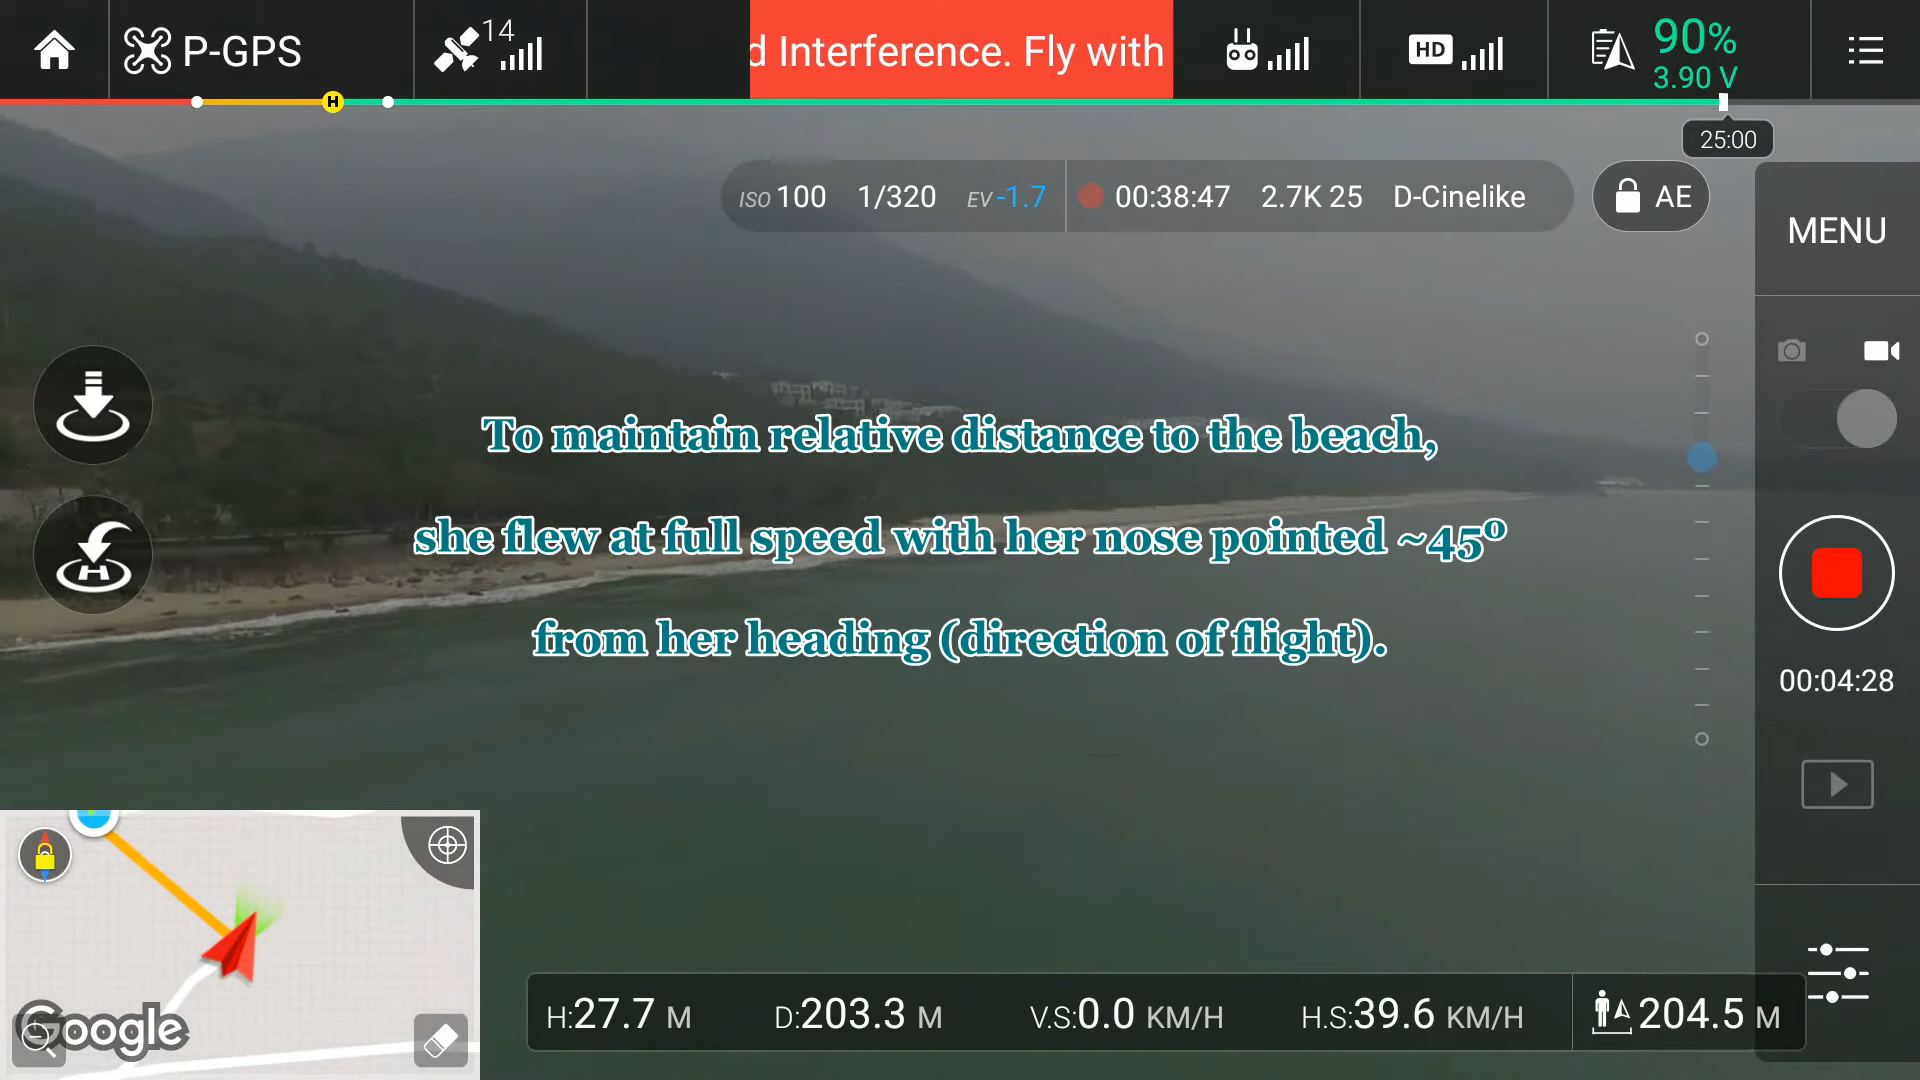 P-GPS
14
d Interference. Fly with
HD
90%
3.90 V
H
25:00
ISO 100 1/320 EV -1.7 00:38:47 2.7K 25 D-Cinelike
AE
MENU
To maintain relative distance to the beach,
she flew at full speed with her nose pointed ~45º
from her heading (direction of flight).
00:04:28
Google
H:27.7 M D:203.3 M V.S:0.0 KM/H H.S:39.6 KM/H 204.5 M